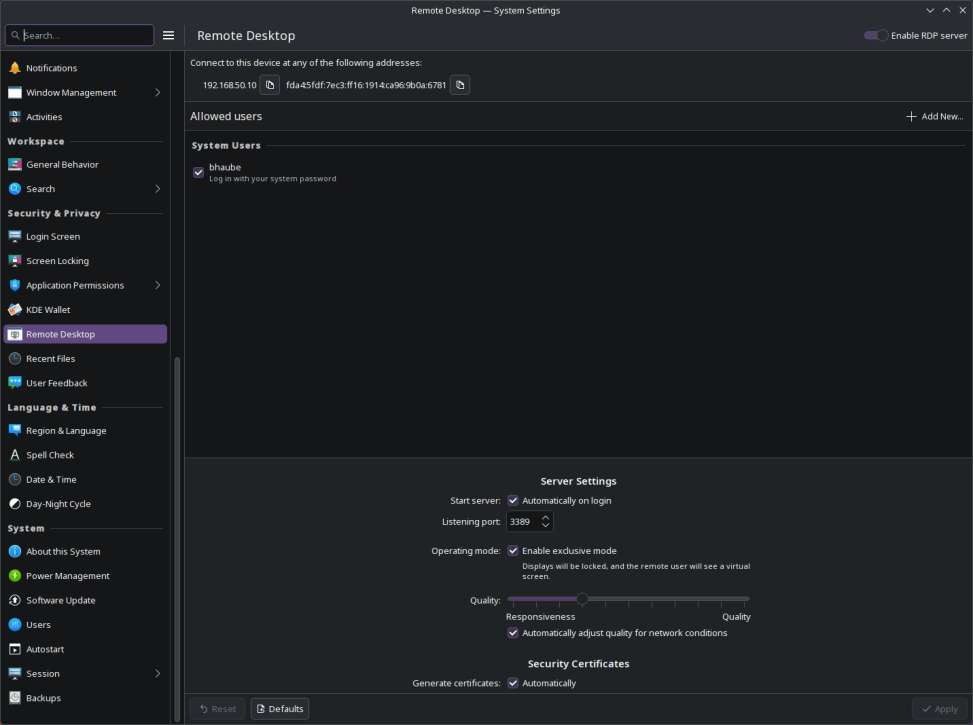 Remote Desktop — System Settings
Search...
Remote Desktop
Enable RDP server
Notifications
Window Management
Activities
Workspace
General Behavior
Search
Security & Privacy
Login Screen
Screen Locking
Application Permissions
KDE Wallet
Remote Desktop
Recent Files
User Feedback
Language & Time
Region & Language
Spell Check
Date & Time
Day-Night Cycle
System
About this System
Power Management
Software Update
Users
Autostart
Session
Backups
Connect to this device at any of the following addresses:
192.168.50.10 fda4:5fdf:7ec3:ff16:1914:ca96:9b0a:6781
Allowed users
Add New...
System Users
bhaube
Log in with your system password
Server Settings
Start server: Automatically on login
Listening port: 3389
Operating mode: Enable exclusive mode
Displays will be locked, and the remote user will see a virtual
screen.
Quality:
Responsiveness Quality
Automatically adjust quality for network conditions
Security Certificates
Generate certificates: Automatically
Reset Defaults Apply